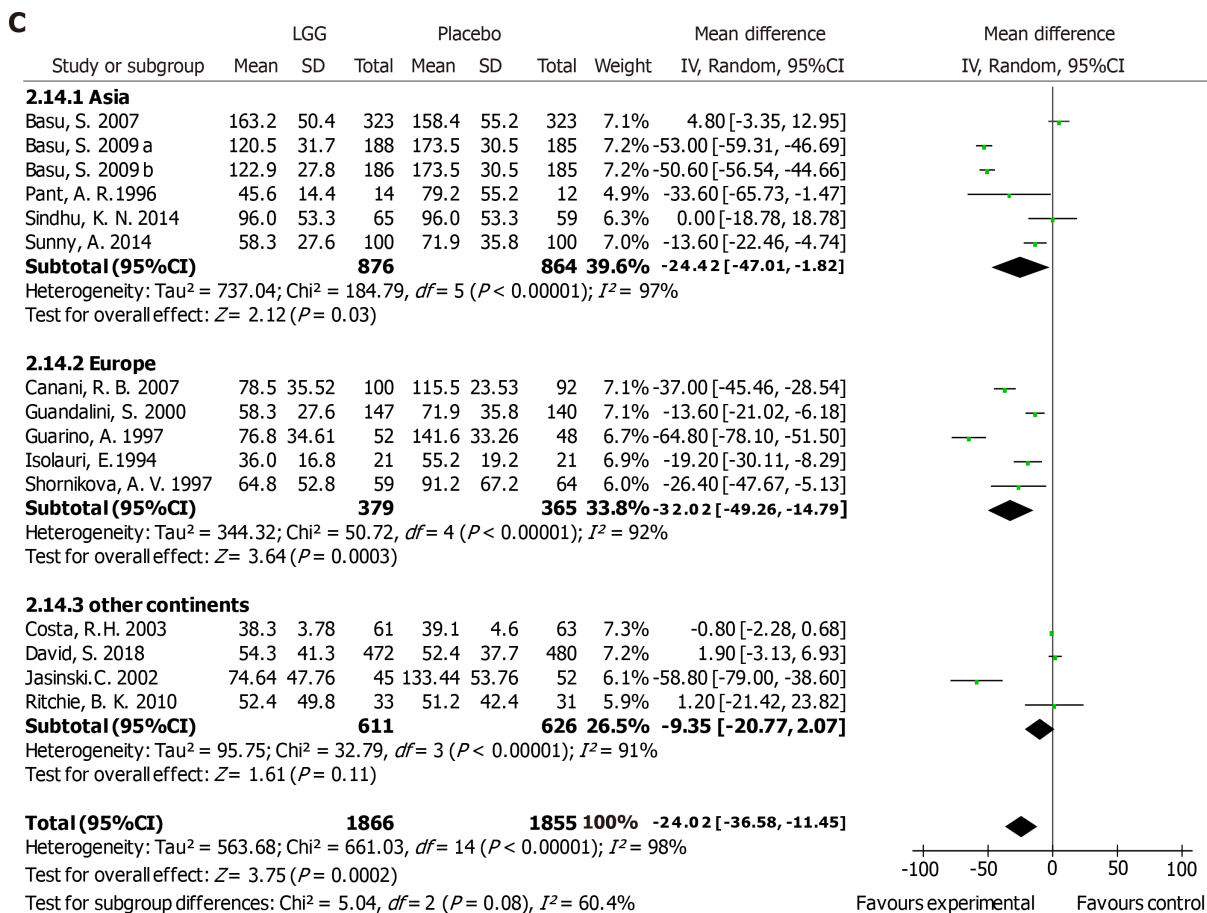 C
LGG Placebo Mean difference Mean difference
Study or subgroup Mean SD Total Mean SD Total Weight IV, Random, 95%CI IV, Random, 95%CI
2.14.1 Asia
Basu, S. 2007 163.2 50.4 323 158.4 55.2 323 7.1% 4.80 [-3.35, 12.95]
Basu, S. 2009 a 120.5 31.7 188 173.5 30.5 185 7.2% -53.00 [-59.31, -46.69]
Basu, S. 2009 b 122.9 27.8 186 173.5 30.5 185 7.2% -50.60 [-56.54, -44.66]
Pant, A. R.1996 45.6 14.4 14 79.2 55.2 12 4.9% -33.60 [-65.73, -1.47]
Sindhu, K. N. 2014 96.0 53.3 65 96.0 53.3 59 6.3% 0.00 [-18.78, 18.78]
Sunny, A. 2014 58.3 27.6 100 71.9 35.8 100 7.0% -13.60 [-22.46, -4.74]
Subtotal (95%CI) 876 864 39.6% -24.42 [-47.01, -1.82]
Heterogeneity: Tau² = 737.04; Chi² = 184.79, df = 5 (P < 0.00001); I² = 97%
Test for overall effect: Z = 2.12 (P = 0.03)
2.14.2 Europe
Canani, R. B. 2007 78.5 35.52 100 115.5 23.53 92 7.1% -37.00 [-45.46, -28.54]
Guandalini, S. 2000 58.3 27.6 147 71.9 35.8 140 7.1% -13.60 [-21.02, -6.18]
Guarino, A. 1997 76.8 34.61 52 141.6 33.26 48 6.7% -64.80 [-78.10, -51.50]
Isolauri, E.1994 36.0 16.8 21 55.2 19.2 21 6.9% -19.20 [-30.11, -8.29]
Shornikova, A. V. 1997 64.8 52.8 59 91.2 67.2 64 5.9% -26.40 [-47.67, -5.13]
Subtotal (95%CI) 379 365 33.8% -32.02 [-49.26, -14.79]
Heterogeneity: Tau² = 344.32; Chi² = 50.72, df = 4 (P < 0.00001); I² = 92%
Test for overall effect: Z = 3.64 (P = 0.0003)
2.14.3 other continents
Costa, R.H. 2003 38.3 3.78 61 39.1 4.6 63 7.3% -0.80 [-2.28, 0.68]
David, S. 2018 54.3 41.3 472 52.4 37.7 480 7.2% 1.90 [-3.13, 6.93]
Jasinski.C. 2002 74.64 47.76 45 133.44 53.76 52 6.1% -58.80 [-79.00, -38.60]
Ritchie, B. K. 2010 52.4 49.8 33 51.2 42.4 31 5.9% 1.20 [-21.42, 23.82]
Subtotal (95%CI) 611 626 26.5% -9.35 [-20.77, 2.07]
Heterogeneity: Tau² = 95.75; Chi² = 32.79, df = 3 (P < 0.00001); I² = 91%
Test for overall effect: Z = 1.61 (P = 0.11)
Total (95%CI) 1866 1855 100% -24.02 [-36.58, -11.45]
Heterogeneity: Tau² = 563.68; Chi² = 661.03, df = 14 (P < 0.00001); I² = 98%
Test for overall effect: Z = 3.75 (P = 0.0002)
Test for subgroup differences: Chi² = 5.04, df = 2 (P = 0.08), I² = 60.4%
-100 -50 0 50 100
Favours experimental Favours control